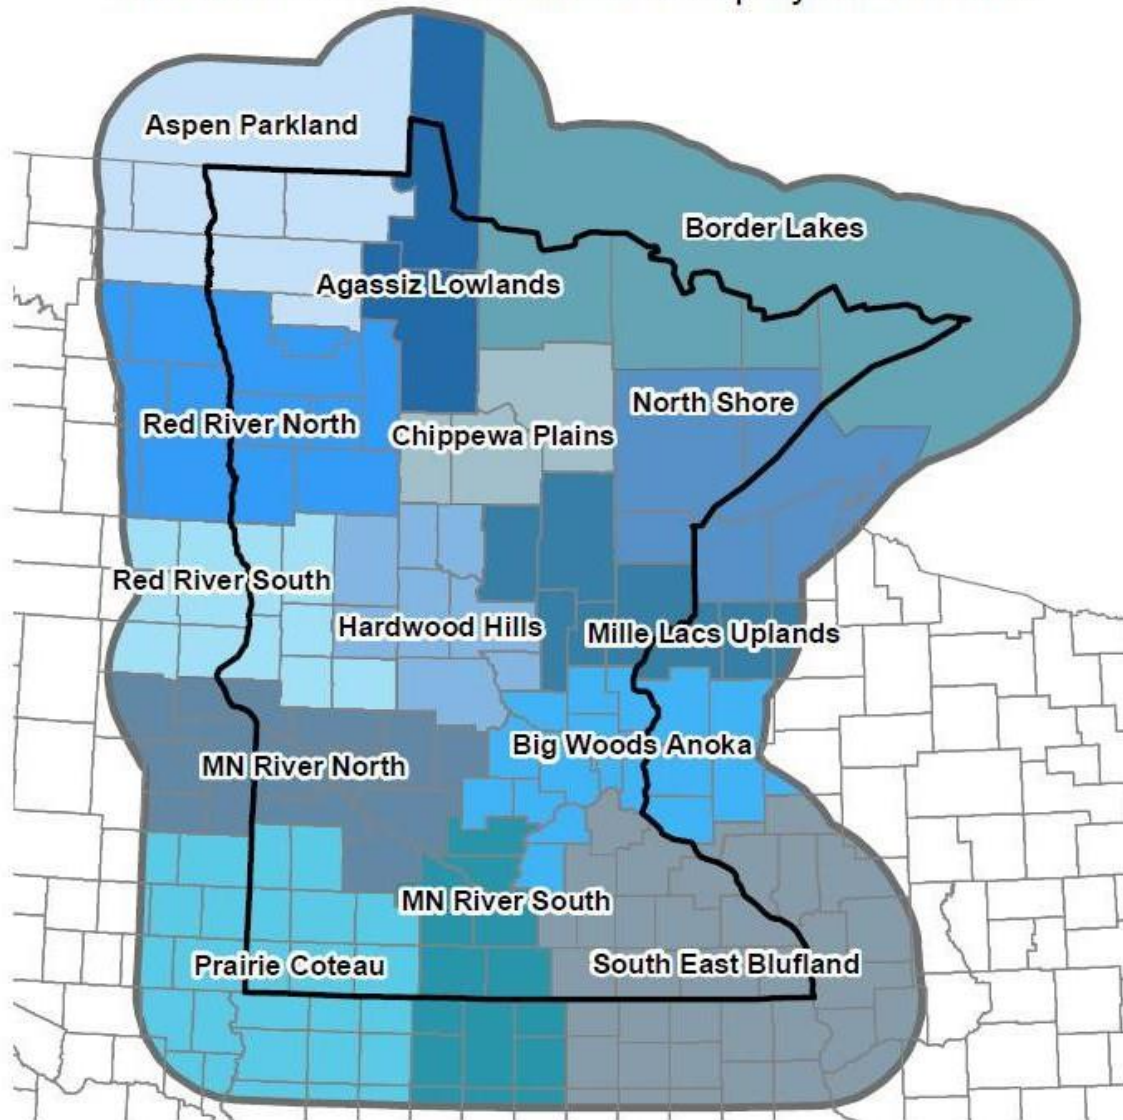 Aspen Parkland
Border Lakes
Agassiz Lowlands
North Shore
Red River North
Chippewa Plains
Red River South
Hardwood Hills
Mille Lacs Uplands
Big Woods Anoka
MN River North
MN River South
Prairie Coteau
South East Blufland